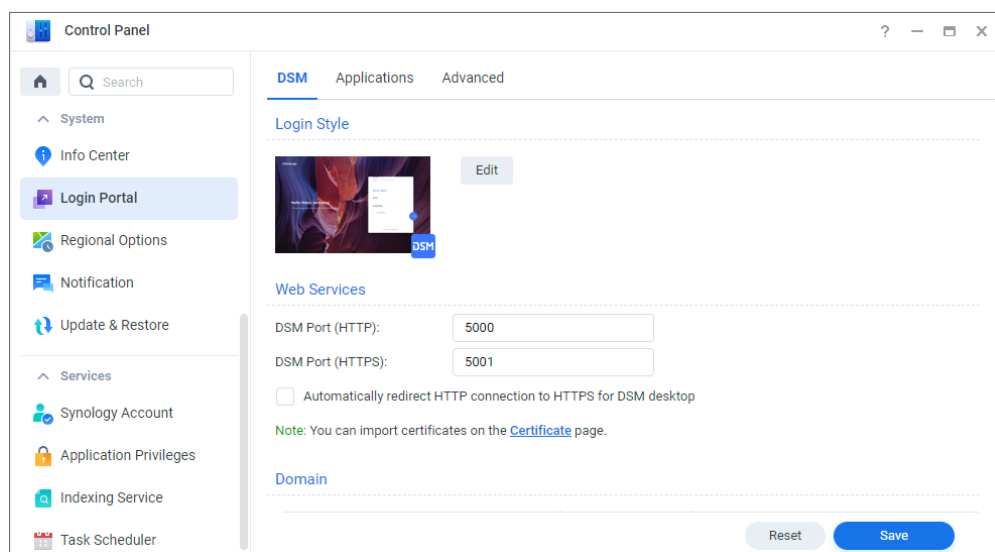 Control Panel
?
Search
DSM Applications Advanced
System
Info Center
Login Portal
Regional Options
Notification
Update & Restore
Services
Synology Account
Application Privileges
Indexing Service
Task Scheduler
Login Style
Edit
DSM
Web Services
DSM Port (HTTP): 5000
DSM Port (HTTPS): 5001
Automatically redirect HTTP connection to HTTPS for DSM desktop
Note: You can import certificates on the Certificate page.
Domain
Reset Save